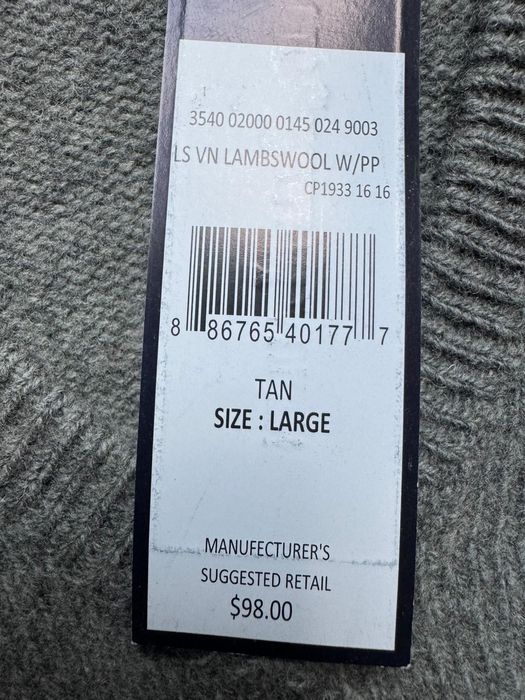 3540 02000 0145 024 9003
LS VN LAMBSWOOL W/PP
CP1933 16 16
8 86765 40177 7
TAN
SIZE : LARGE
MANUFECTURER'S
SUGGESTED RETAIL
$98.00